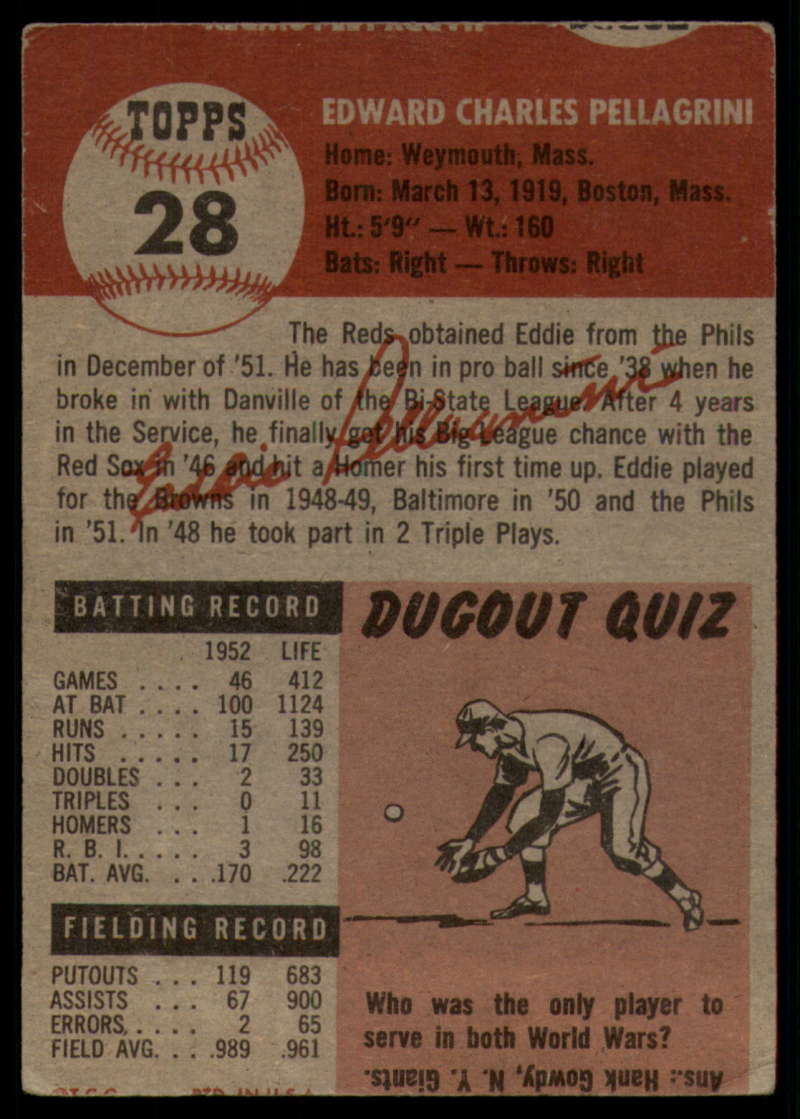 TOPPS
28
EDWARD CHARLES PELLAGRINI
Home: Weymouth, Mass.
Born: March 13, 1919, Boston, Mass.
Ht.: 5'9" — Wt.: 160
Bats: Right — Throws: Right
The Reds obtained Eddie from the Phils
in December of '51. He has been in pro ball since '38 when he
broke in with Danville of the Bi-State League. After 4 years
in the Service, he finally got his Big League chance with the
Red Sox in '46 and hit a Homer his first time up. Eddie played
for the Browns in 1948-49, Baltimore in '50 and the Phils
in '51. In '48 he took part in 2 Triple Plays.
Eddie Pellagrini
BATTING RECORD
1952 LIFE
GAMES .... 46 412
AT BAT .... 100 1124
RUNS ..... 15 139
HITS ..... 17 250
DOUBLES ... 2 33
TRIPLES ... 0 11
HOMERS ... 1 16
R. B. I. .... 3 98
BAT. AVG. .. .170 .222
FIELDING RECORD
PUTOUTS ... 119 683
ASSISTS ... 67 900
ERRORS. .... 2 65
FIELD AVG. .. .989 .961
DUGOUT QUIZ
Who was the only player to
serve in both World Wars?
Ans.: Hank Gowdy, N. Y. Giants.
©T.C.G. PTD. IN U.S.A.